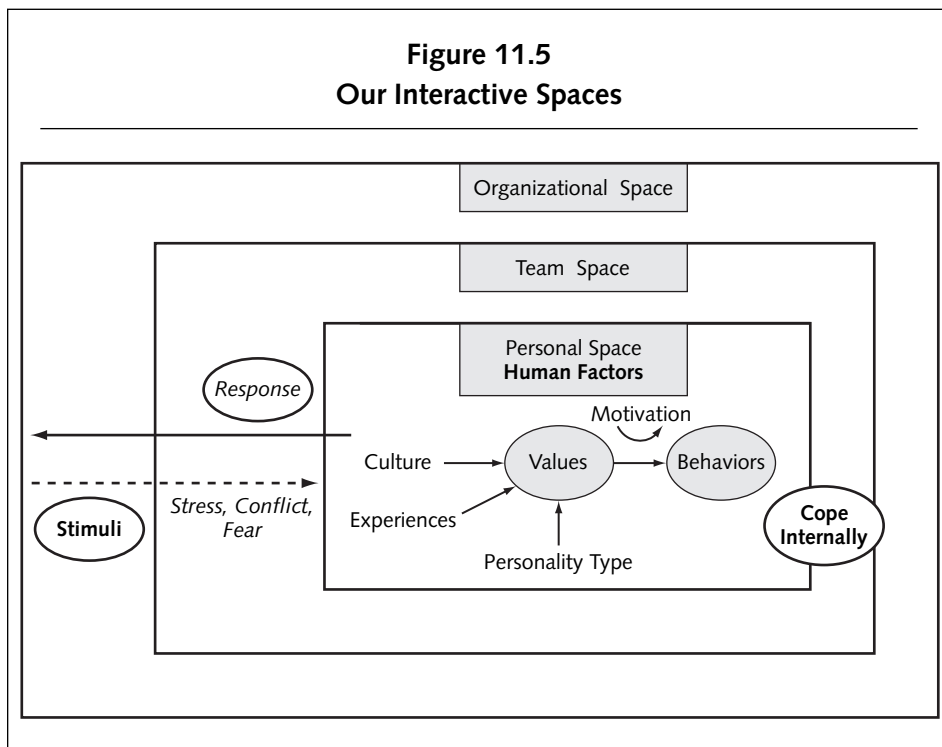 Figure 11.5
Our Interactive Spaces
Organizational Space
Team Space
Personal Space
Human Factors
Response
Motivation
Culture
Values
Behaviors
Stimuli
Stress, Conflict,
Fear
Experiences
Cope
Internally
Personality Type